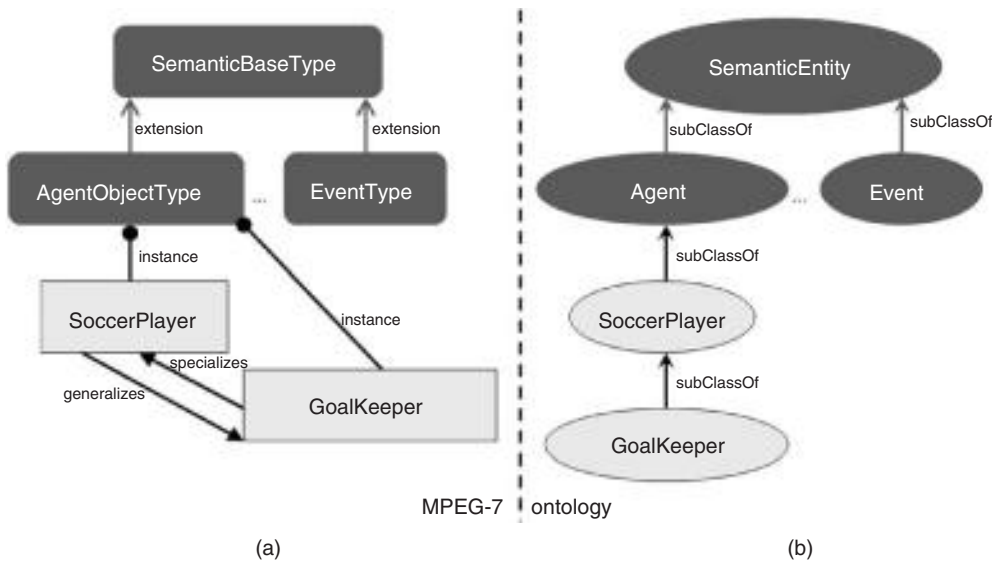 SemanticBaseType
extension
extension
AgentObjectType
...
EventType
instance
instance
SoccerPlayer
specializes
generalizes
GoalKeeper
MPEG-7
(a)
SemanticEntity
subClassOf
subClassOf
Agent
...
Event
subClassOf
SoccerPlayer
subClassOf
GoalKeeper
ontology
(b)